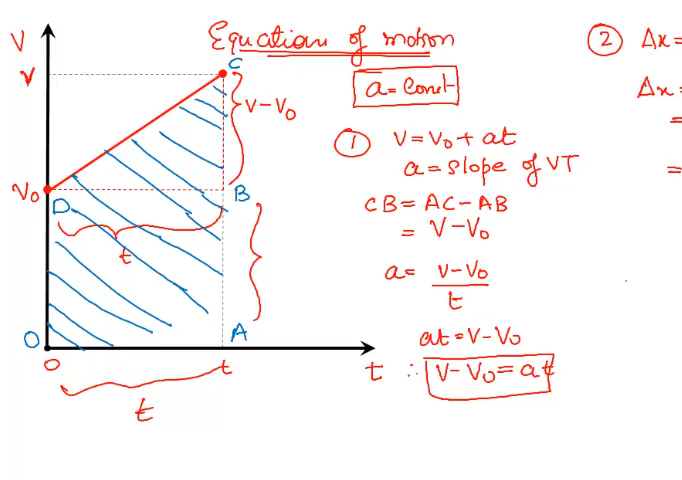 Equation of motion
a = Const
V
V
V₀
C
V-V₀
D
B
t
O
A
0
t
t
t
① V = V₀ + at
a = slope of VT
CB = AC - AB
= V - V₀
a = V-V₀
t
at = V - V₀
∴ V - V₀ = at
② Δx =
Δx =
=
=